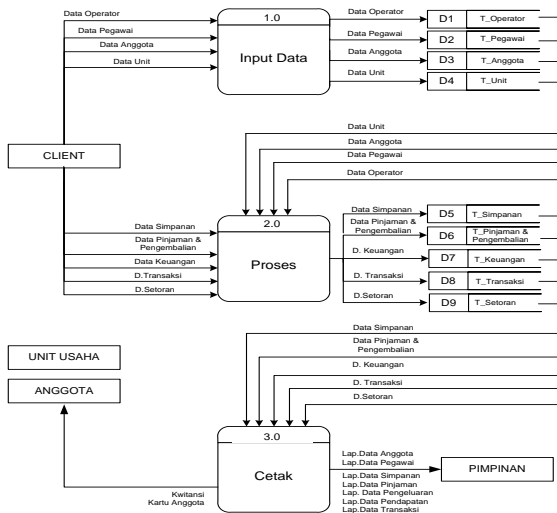 Data Operator
Data Pegawai
Data Anggota
Data Unit
1.0
Input Data
Data Operator
Data Pegawai
Data Anggota
Data Unit
D1 T_Operator
D2 T_Pegawai
D3 T_Anggota
D4 T_Unit
CLIENT
Data Unit
Data Anggota
Data Pegawai
Data Operator
Data Simpanan
Data Pinjaman &
Pengembalian
Data Keuangan
D.Transaksi
D.Setoran
2.0
Proses
Data Simpanan
Data Pinjaman &
Pengembalian
D. Keuangan
D. Transaksi
D.Setoran
D5 T_Simpanan
D6 T_Pinjaman &
Pengembalian
D7 T_Keuangan
D8 T_Transaksi
D9 T_Setoran
Data Simpanan
Data Pinjaman &
Pengembalian
D. Keuangan
D. Transaksi
D.Setoran
UNIT USAHA
ANGGOTA
3.0
Cetak
Kwitansi
Kartu Anggota
Lap.Data Anggota
Lap.Data Pegawai
Lap.Data Simpanan
Lap.Data Pinjaman
Lap. Data Pengeluaran
Lap.Data Pendapatan
Lap.Data Transaksi
PIMPINAN